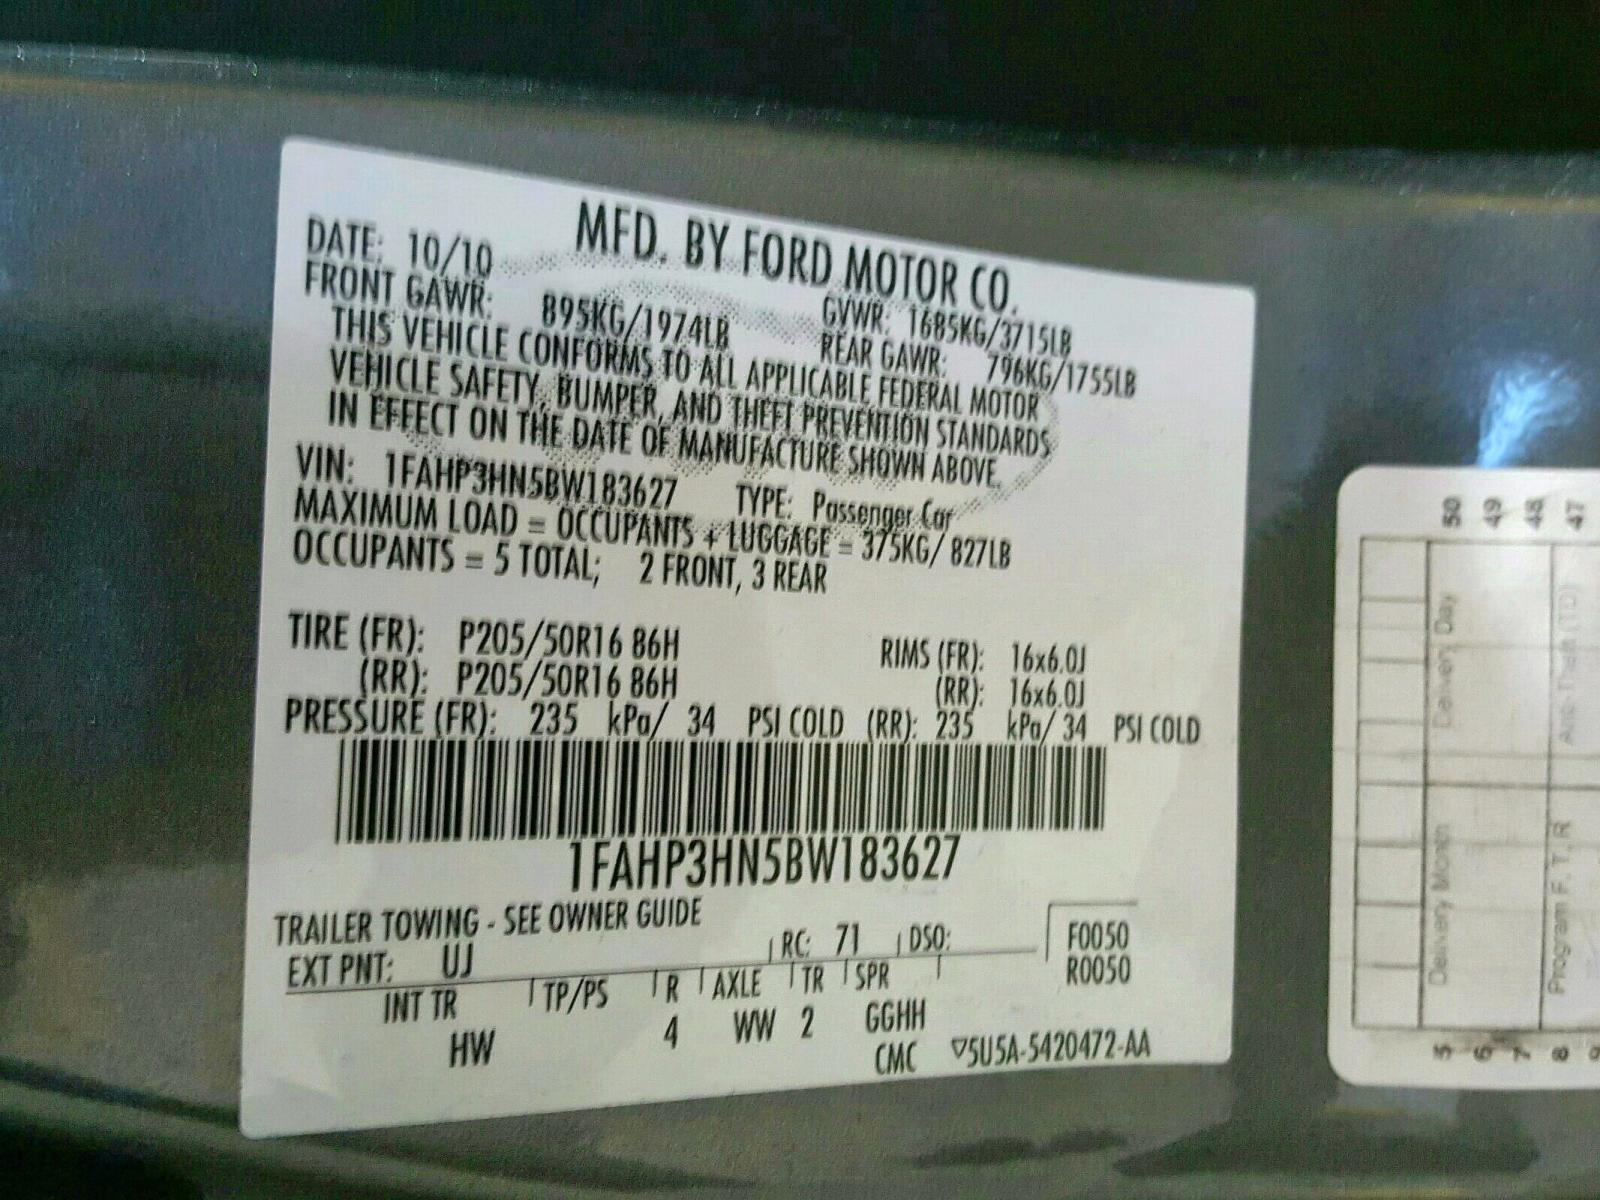 MFD. BY FORD MOTOR CO.
DATE: 10/10 GVWR: 1685KG/3715LB
FRONT GAWR: 895KG/1974LB REAR GAWR: 796KG/1755LB
THIS VEHICLE CONFORMS TO ALL APPLICABLE FEDERAL MOTOR
VEHICLE SAFETY, BUMPER, AND THEFT PREVENTION STANDARDS
IN EFFECT ON THE DATE OF MANUFACTURE SHOWN ABOVE.
VIN: 1FAHP3HN5BW183627 TYPE: Passenger Car
MAXIMUM LOAD = OCCUPANTS + LUGGAGE = 375KG/ 827LB
OCCUPANTS = 5 TOTAL; 2 FRONT, 3 REAR
TIRE (FR): P205/50R16 86H RIMS (FR): 16x6.0J
(RR): P205/50R16 86H (RR): 16x6.0J
PRESSURE (FR): 235 kPa/ 34 PSI COLD (RR): 235 kPa/ 34 PSI COLD
1FAHP3HN5BW183627
TRAILER TOWING - SEE OWNER GUIDE
EXT PNT: UJ RC: 71 DSO: F0050
R0050
INT TR TP/PS R AXLE TR SPR
HW 4 WW 2 GGHH
CMC ▽5U5A-5420472-AA
50 49 48 47
Delivery Day
Delivery Month
Program F. T, R
5 6 7 8 9